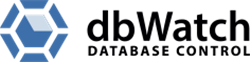 dbWatch
DATABASE CONTROL